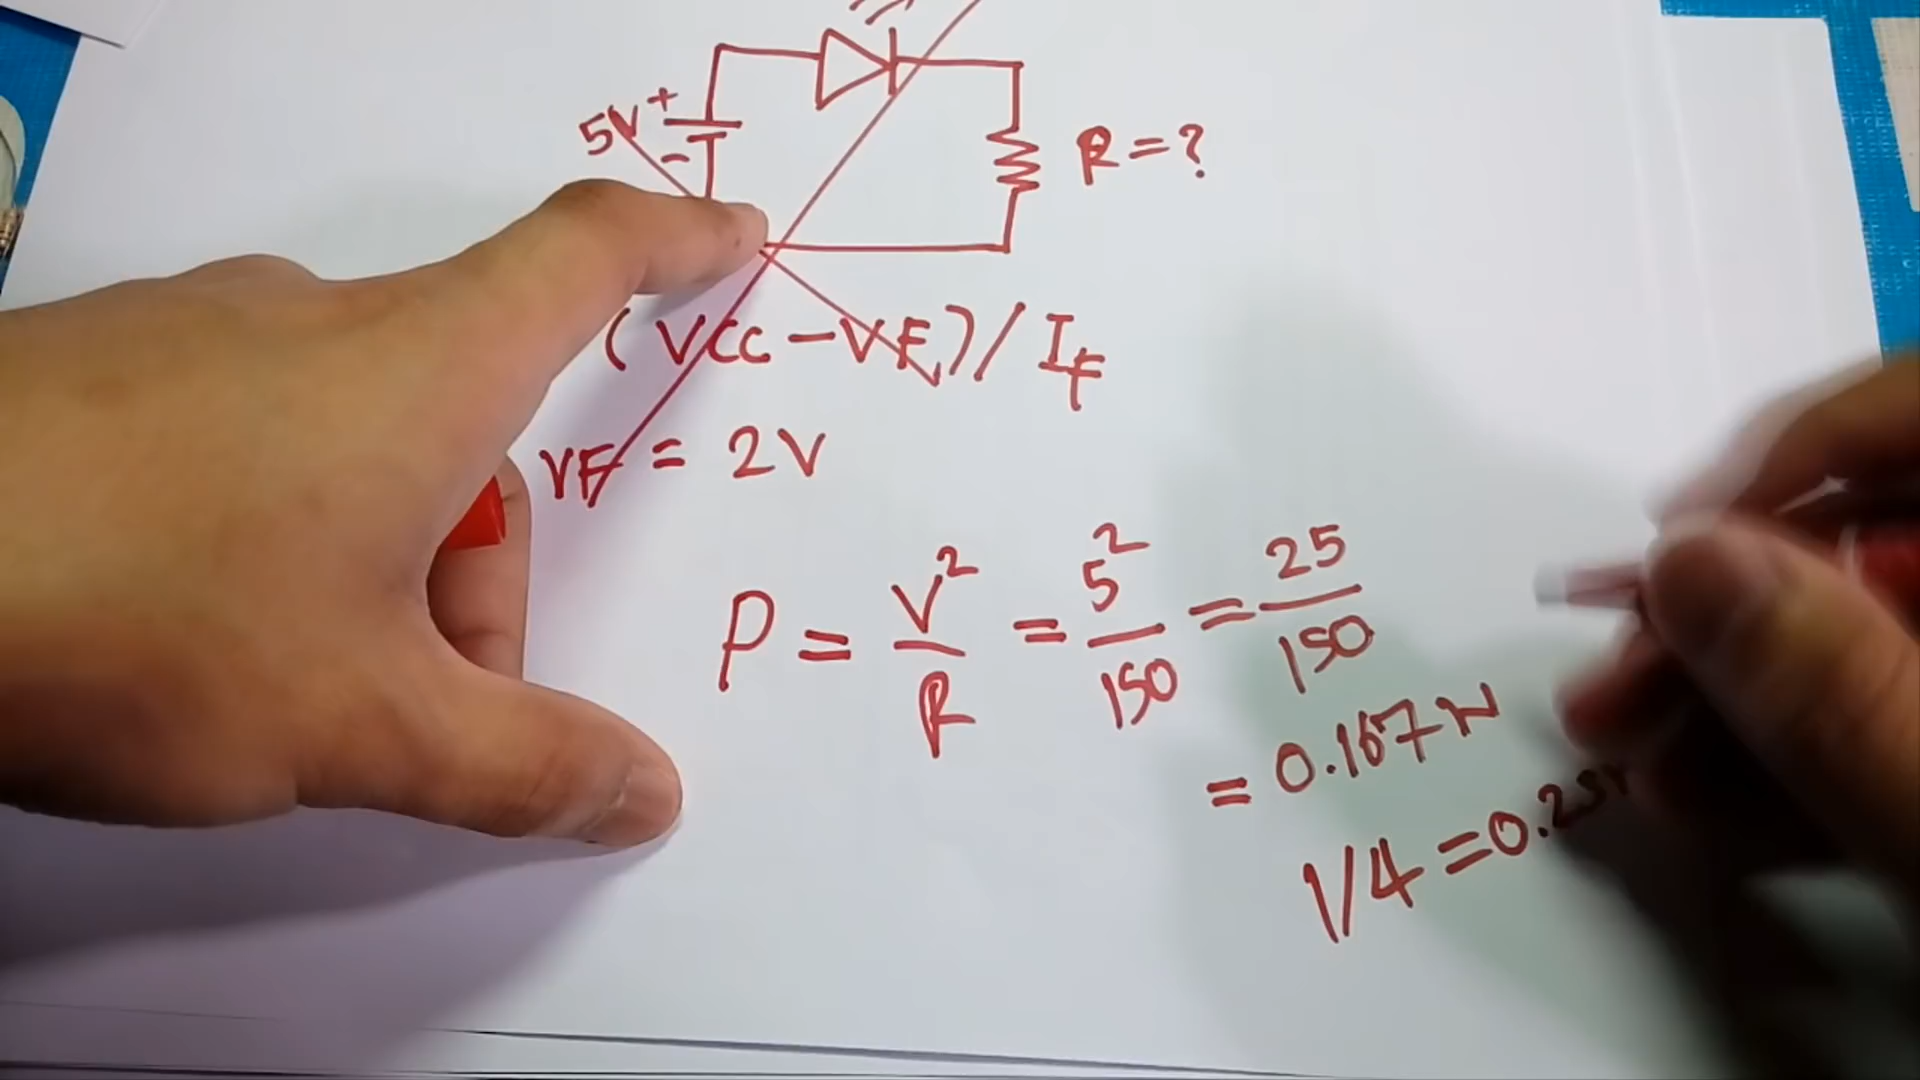 5V + -
R = ?
(VCC - VF) / IF
VF = 2V
P = V²/R = 5²/150 = 25/150
= 0.167W
1/4 = 0.25